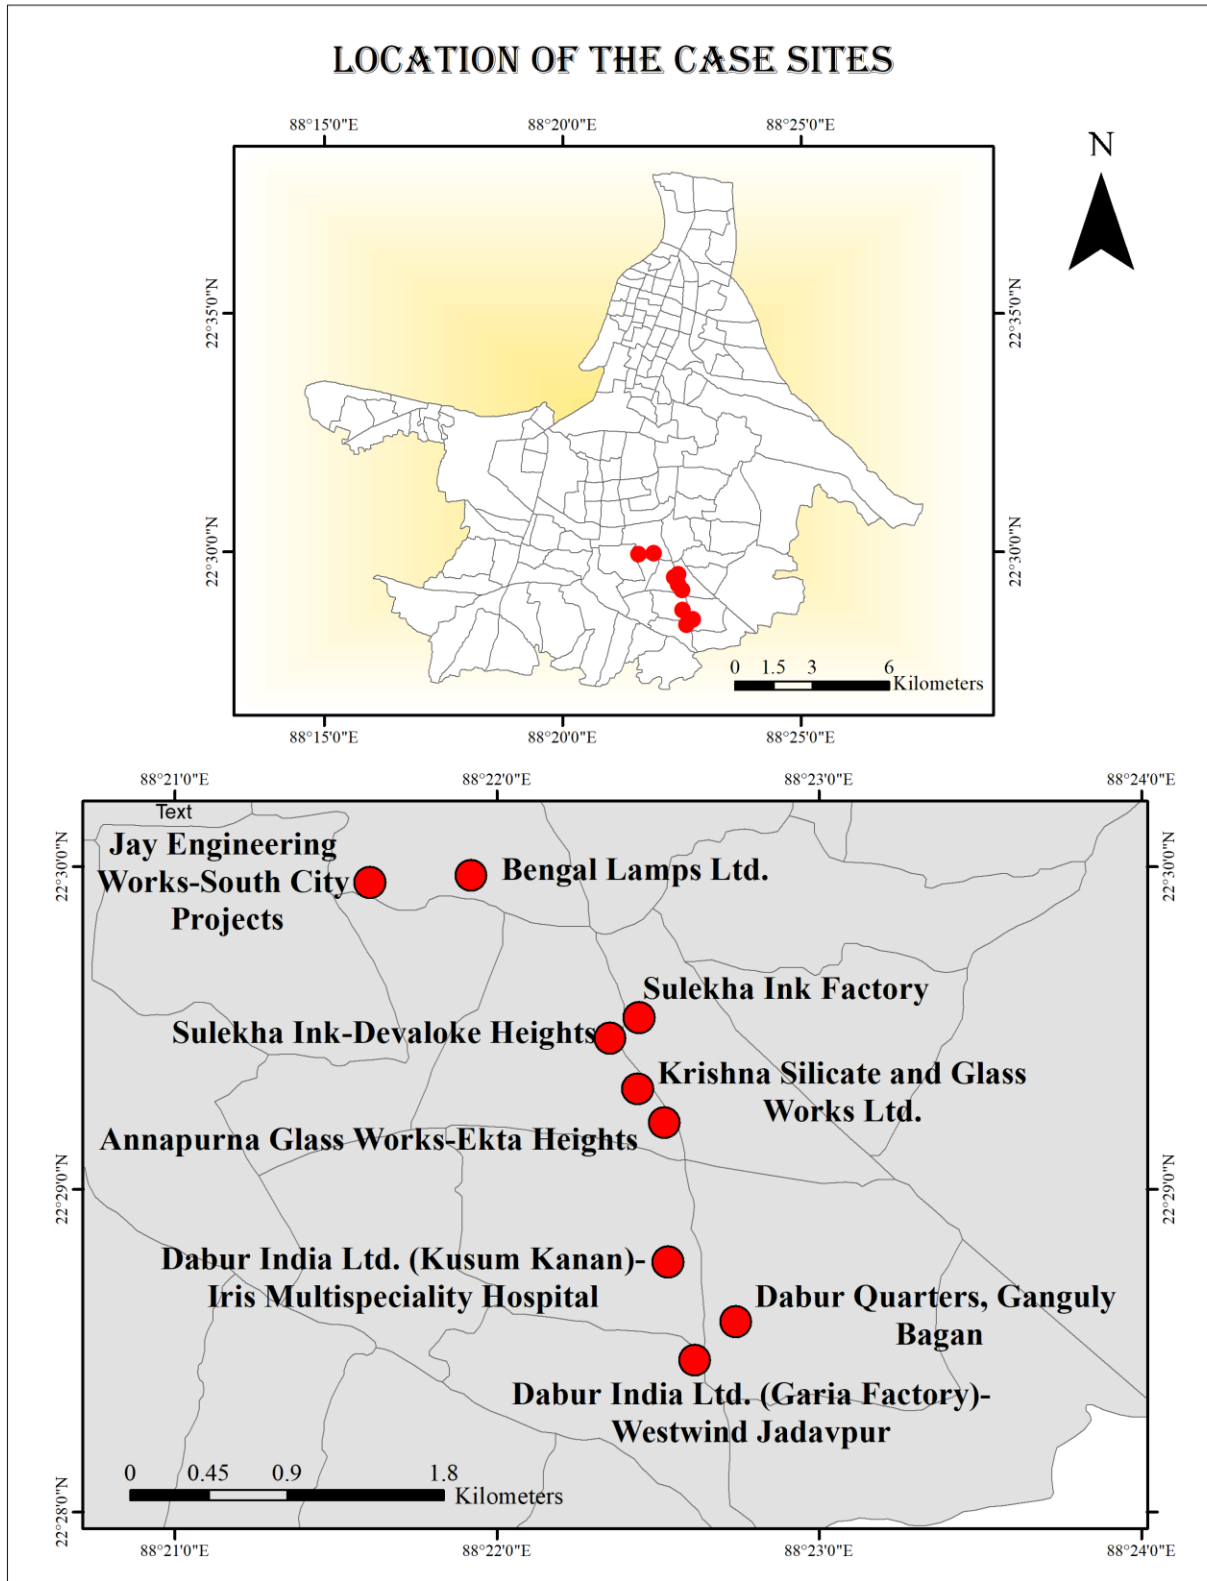 LOCATION OF THE CASE SITES
N
88°15'0"E
88°20'0"E
88°25'0"E
22°35'0"N
22°35'0"N
22°30'0"N
22°30'0"N
0 1.5 3 6
Kilometers
88°15'0"E
88°20'0"E
88°25'0"E
88°21'0"E
88°22'0"E
88°23'0"E
88°24'0"E
Text
Jay Engineering
Works-South City
Projects
Bengal Lamps Ltd.
22°30'0"N
22°30'0"N
Sulekha Ink Factory
Sulekha Ink-Devaloke Heights
Krishna Silicate and Glass
Works Ltd.
Annapurna Glass Works-Ekta Heights
22°29'0"N
22°29'0"N
Dabur India Ltd. (Kusum Kanan)-
Iris Multispeciality Hospital
Dabur Quarters, Ganguly
Bagan
Dabur India Ltd. (Garia Factory)-
Westwind Jadavpur
0 0.45 0.9 1.8
Kilometers
22°28'0"N
22°28'0"N
88°21'0"E
88°22'0"E
88°23'0"E
88°24'0"E